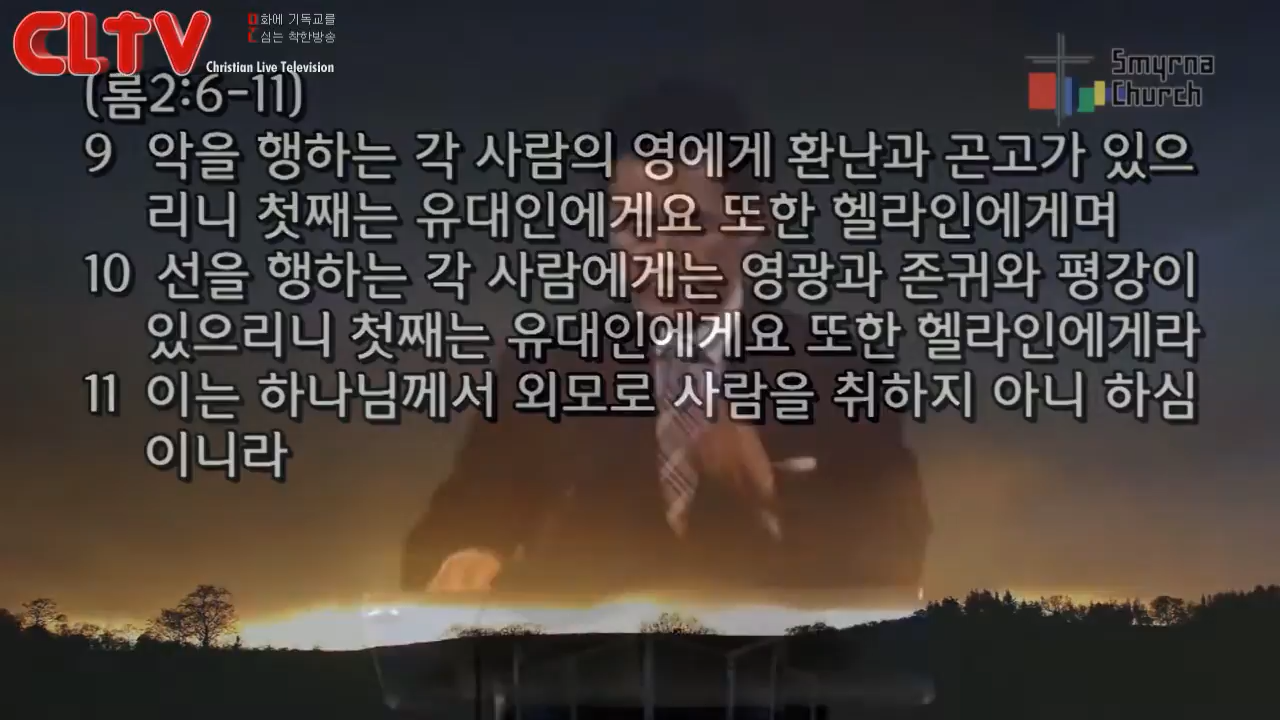 CLTV
화에 기독교를
심는 착한방송
Christian Live Television
Smyrna
Church
(롬2:6-11)
9 악을 행하는 각 사람의 영에게 환난과 곤고가 있으
리니 첫째는 유대인에게요 또한 헬라인에게며
10 선을 행하는 각 사람에게는 영광과 존귀와 평강이
있으리니 첫째는 유대인에게요 또한 헬라인에게라
11 이는 하나님께서 외모로 사람을 취하지 아니 하심
이니라